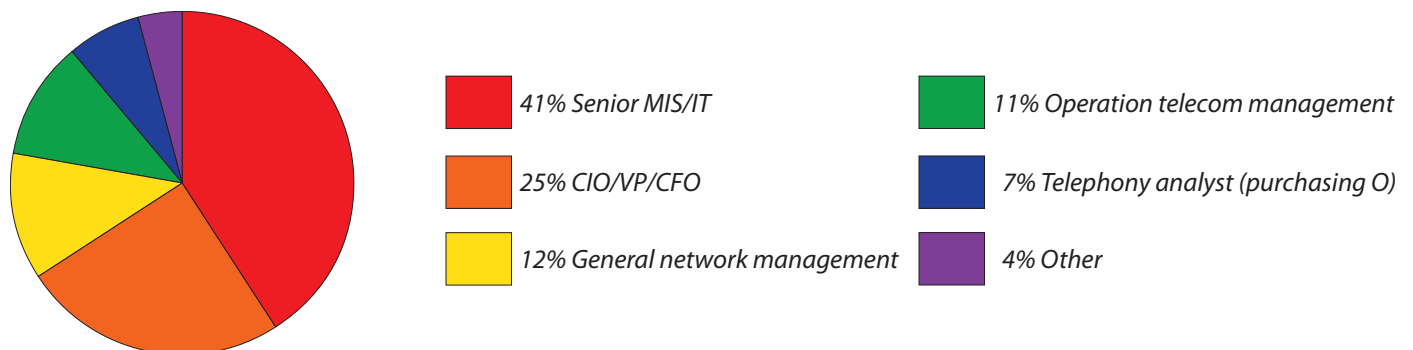 41% Senior MIS/IT
25% CIO/VP/CFO
12% General network management
11% Operation telecom management
7% Telephony analyst (purchasing O)
4% Other